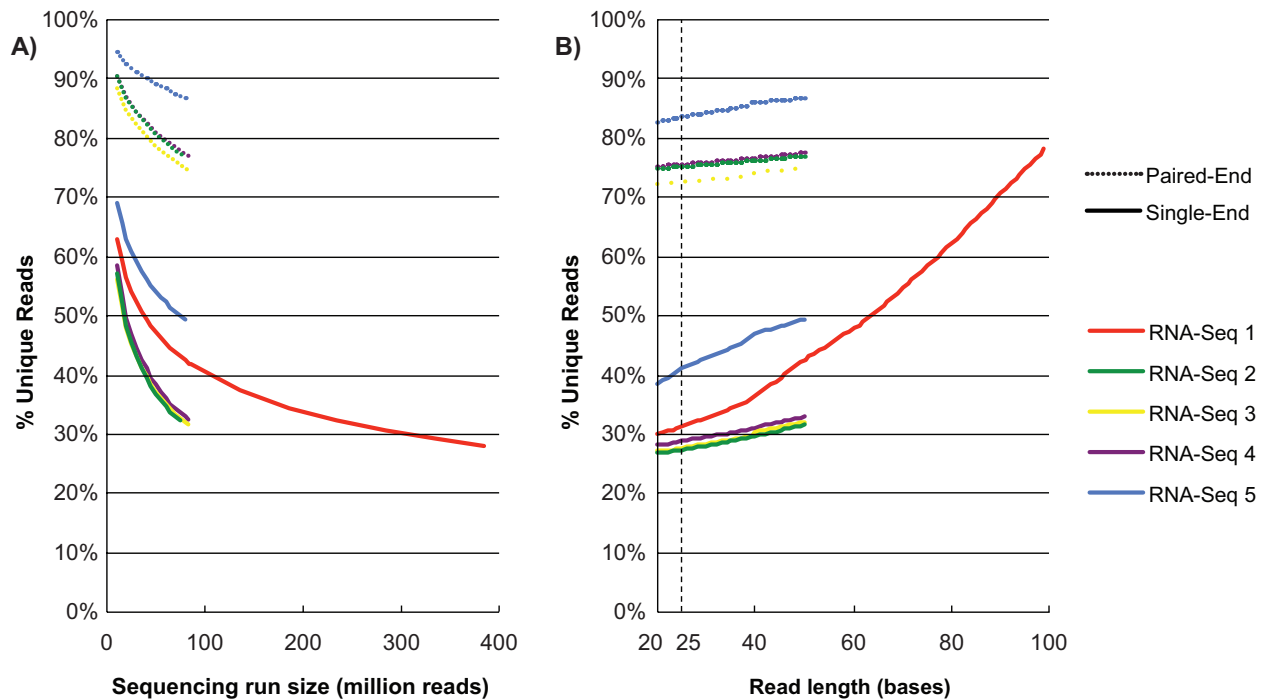 A)
100%
90%
80%
70%
60%
50%
40%
30%
20%
10%
0%
% Unique Reads
0
100
200
300
400
Sequencing run size (million reads)
B)
100%
90%
80%
70%
60%
50%
40%
30%
20%
10%
0%
% Unique Reads
20
25
40
60
80
100
Read length (bases)
Paired-End
Single-End
RNA-Seq 1
RNA-Seq 2
RNA-Seq 3
RNA-Seq 4
RNA-Seq 5